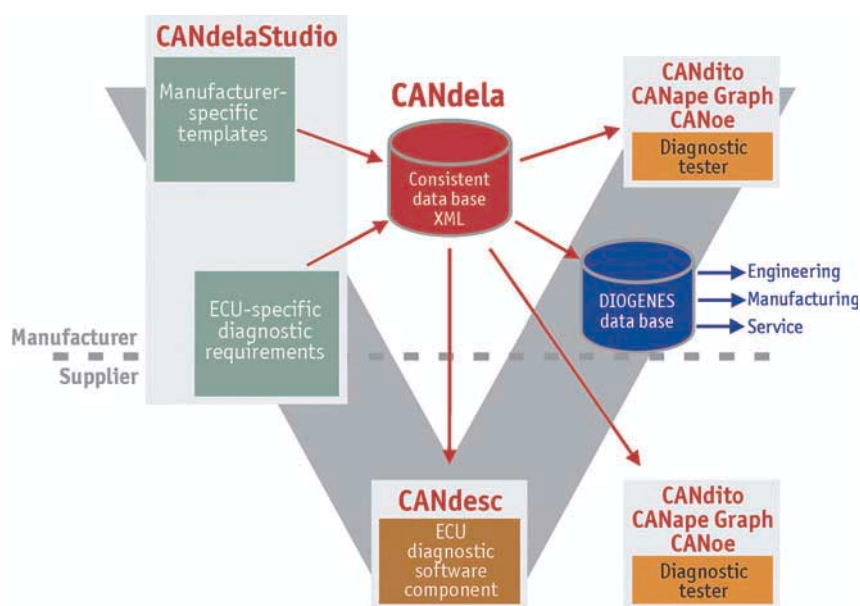 CANdelaStudio
Manufacturer-
specific
templates
ECU-specific
diagnostic
requirements
CANdela
Consistent
data base
XML
CANdito
CANape Graph
CANoe
Diagnostic
tester
DIOGENES
data base
Engineering
Manufacturing
Service
Manufacturer
Supplier
CANdesc
ECU
diagnostic
software
component
CANdito
CANape Graph
CANoe
Diagnostic
tester